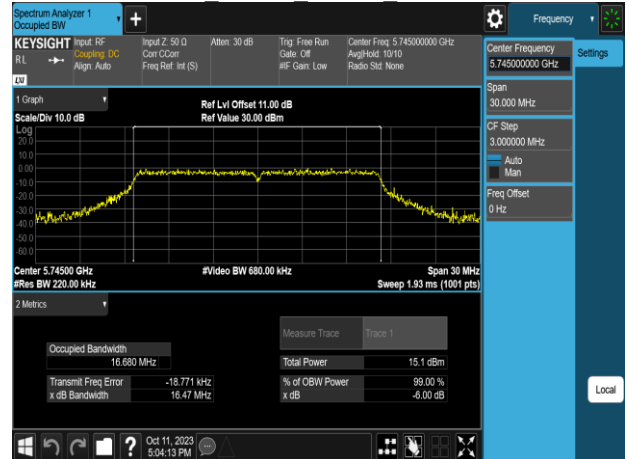 Spectrum Analyzer 1
Occupied BW
Frequency
KEYSIGHT
Input: RF
Input Z: 50 Ω
Atten: 30 dB
Trig: Free Run
Center Freq: 5.745000000 GHz
RL
Coupling: DC
Corr CCorr
Gate: Off
Avg|Hold: 10/10
Align: Auto
Freq Ref: Int (S)
#IF Gain: Low
Radio Std: None
LXI
Center Frequency
5.745000000 GHz
Settings
Span
30.000 MHz
CF Step
3.000000 MHz
Auto
Man
Freq Offset
0 Hz
Local
1 Graph
Ref Lvl Offset 11.00 dB
Scale/Div 10.0 dB
Ref Value 30.00 dBm
Log
20.0
10.0
0.00
-10.0
-20.0
-30.0
-40.0
-50.0
-60.0
Center 5.74500 GHz
#Video BW 680.00 kHz
Span 30 MHz
#Res BW 220.00 kHz
Sweep 1.93 ms (1001 pts)
2 Metrics
Measure Trace
Trace 1
Occupied Bandwidth
16.680 MHz
Total Power
15.1 dBm
Transmit Freq Error
-18.771 kHz
% of OBW Power
99.00 %
x dB Bandwidth
16.47 MHz
x dB
-6.00 dB
?
Oct 11, 2023
5:04:13 PM